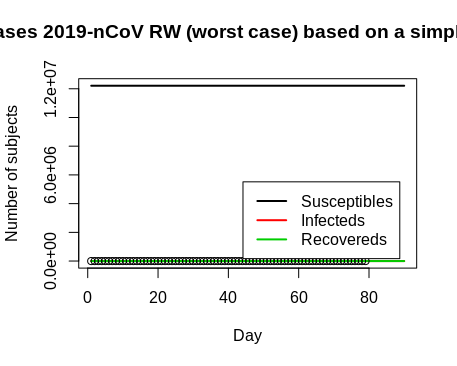 ases 2019-nCoV RW (worst case) based on a simpl
Number of subjects
1.2e+07
6.0e+06
0.0e+00
Susceptibles
Infecteds
Recovereds
0 20 40 60 80
Day